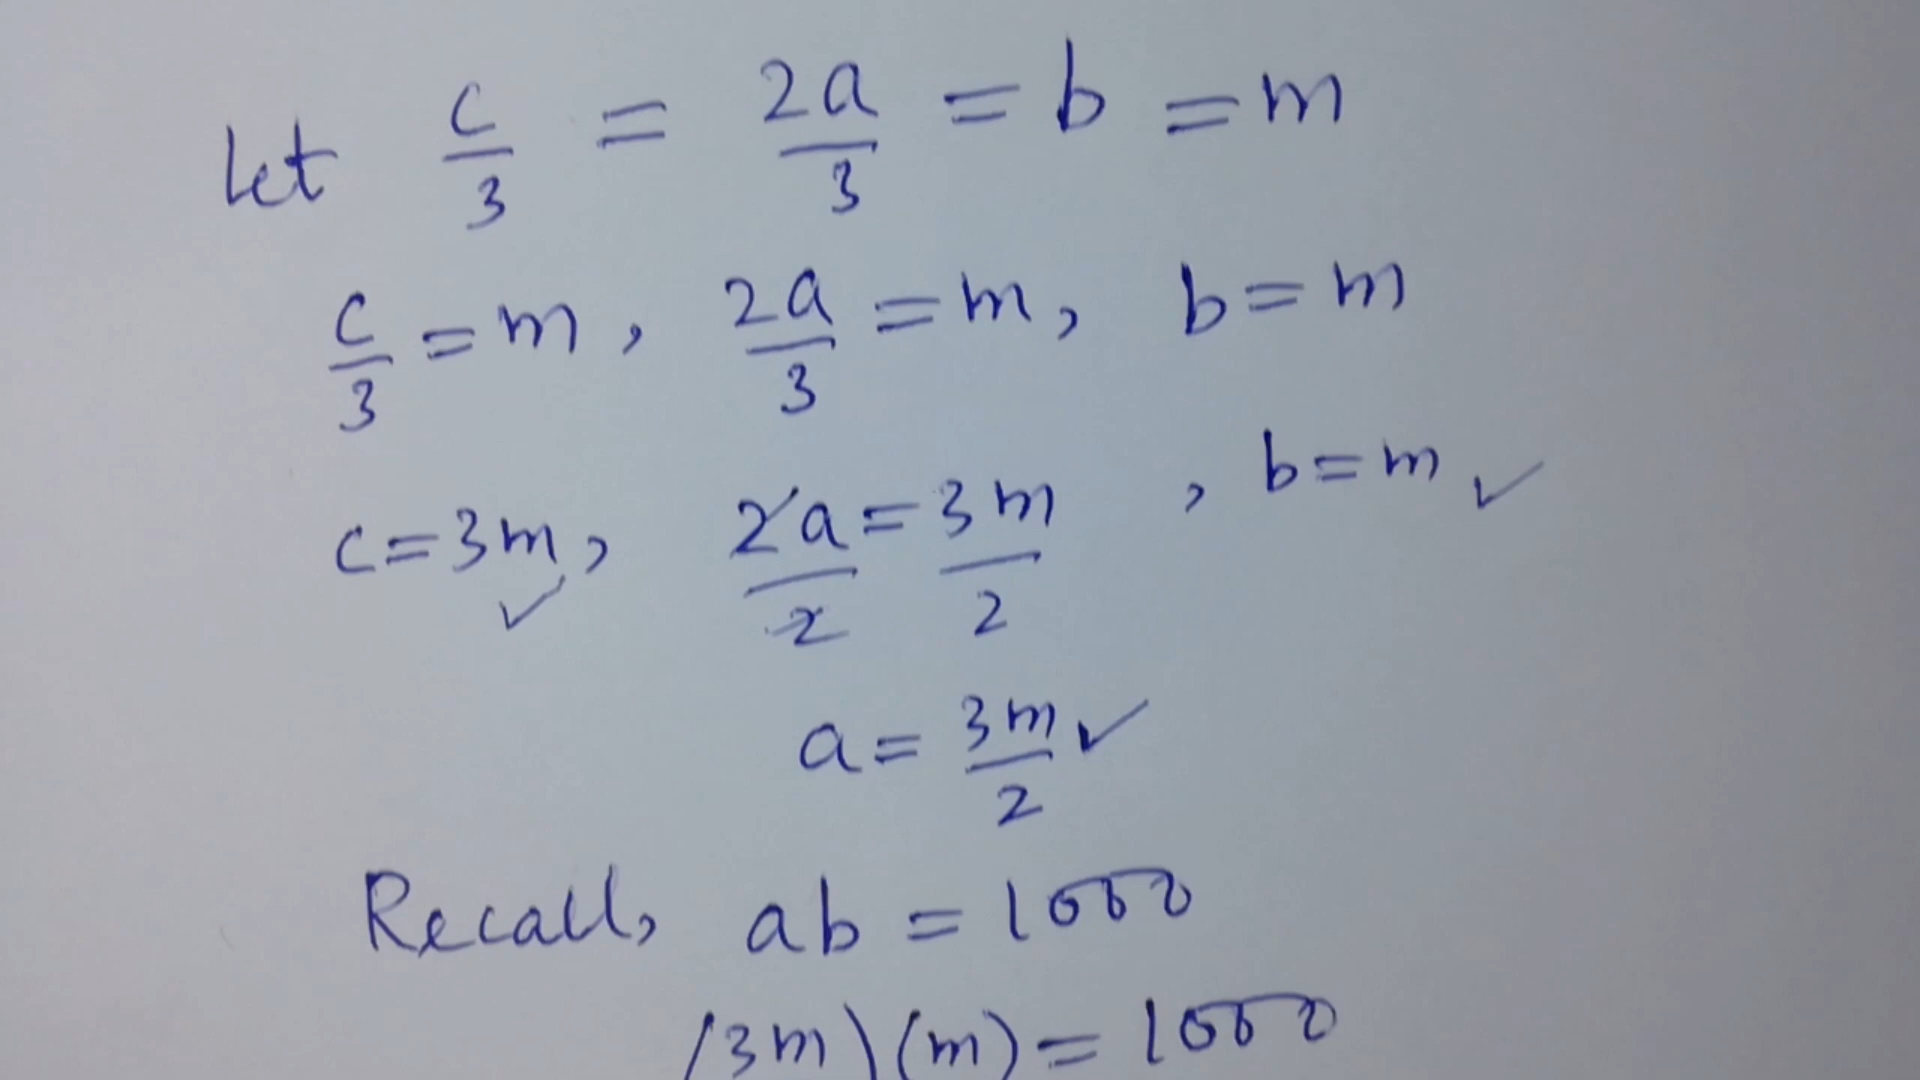 Let c/3 = 2a/3 = b = m
c/3 = m, 2a/3 = m, b = m
c = 3m, 2a/2 = 3m/2, b = m ✓
✓
a = 3m/2 ✓
Recall, ab = 1000
(3m)(m) = 1000